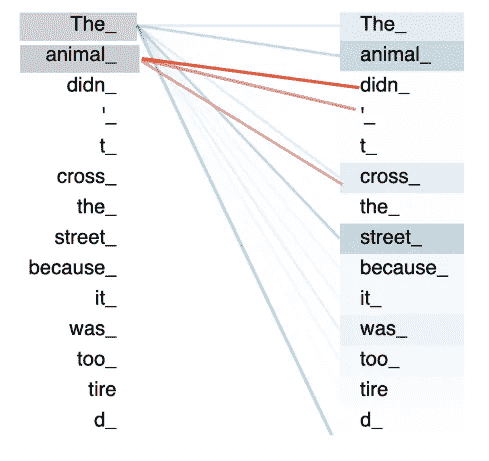 The_ The_
animal_ animal_
didn_ didn_
'_ '_
t_ t_
cross_ cross_
the_ the_
street_ street_
because_ because_
it_ it_
was_ was_
too_ too_
tire tire
d_ d_